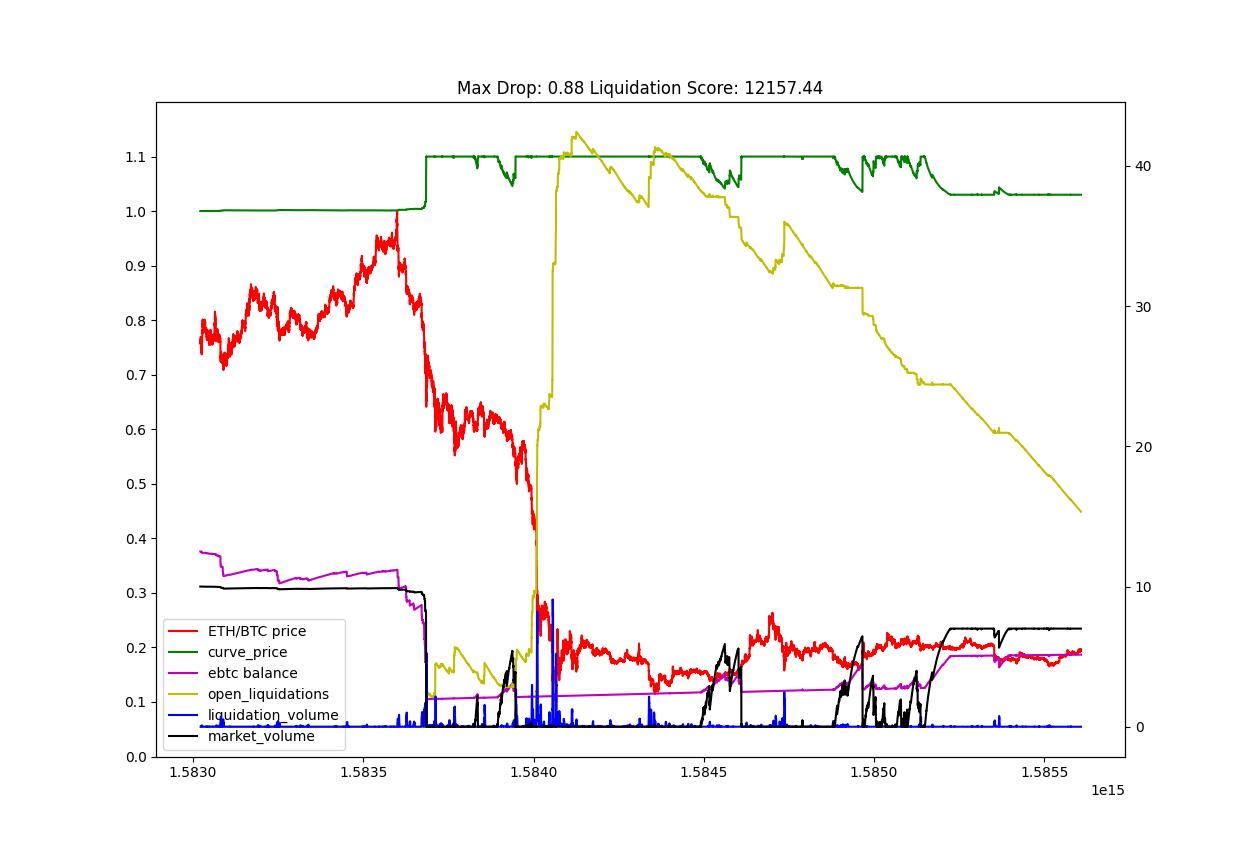 Max Drop: 0.88 Liquidation Score: 12157.44
1.1
1.0
0.9
0.8
0.7
0.6
0.5
0.4
0.3
0.2
0.1
0.0
40
30
20
10
0
ETH/BTC price
curve_price
ebtc balance
open_liquidations
liquidation_volume
market_volume
1.5830 1.5835 1.5840 1.5845 1.5850 1.5855
1e15